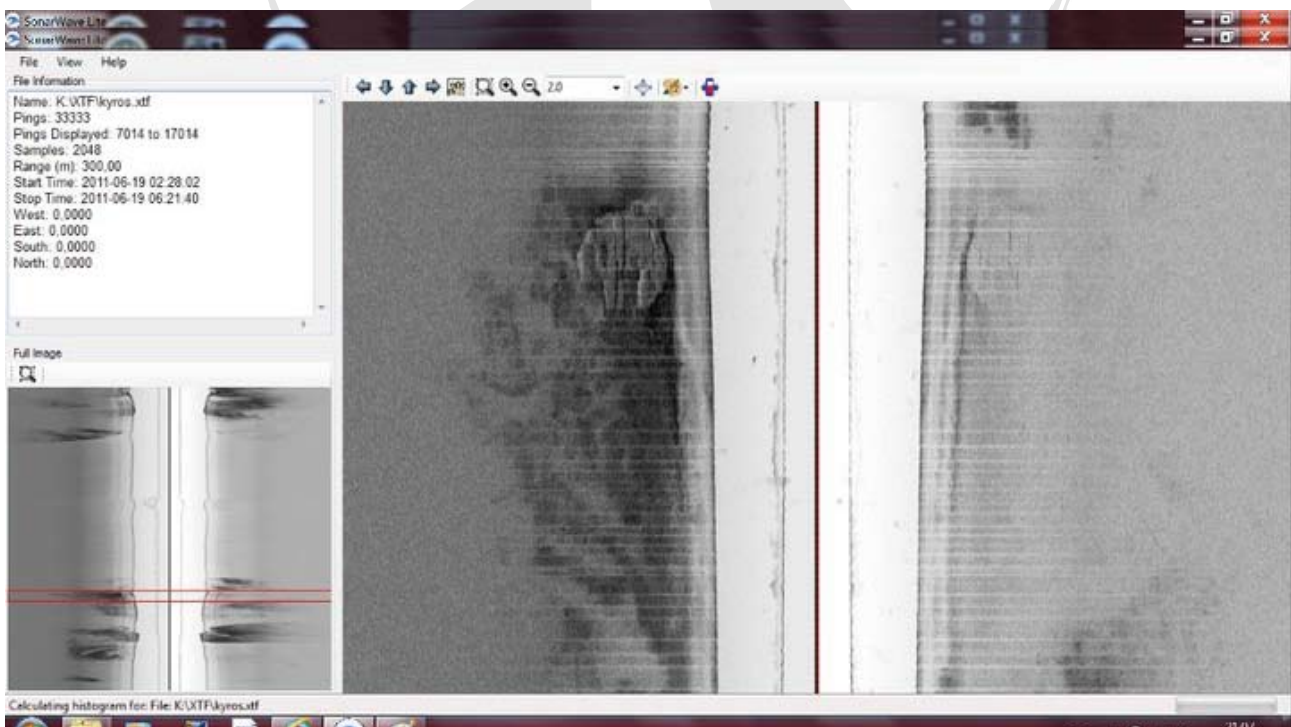 SonarWave Lite
SonarWave Lite
File View Help
File Information
Name: K:\XTF\kyros.xtf
Pings: 33333
Pings Displayed: 7014 to 17014
Samples: 2048
Range (m): 300,00
Start Time: 2011-06-19 02:28:02
Stop Time: 2011-06-19 06:21:40
West: 0,0000
East: 0,0000
South: 0,0000
North: 0,0000
2.0
Full Image
Calculating histogram for: File: K:\XTF\kyros.xtf